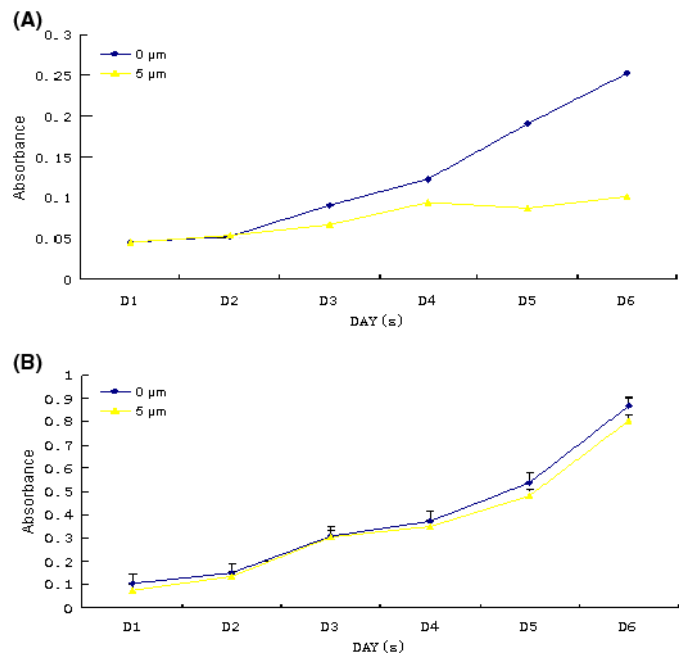 (A)
0.3
0.25
0.2
0.15
0.1
0.05
0
Absorbance
0 µm
5 µm
D1 D2 D3 D4 D5 D6
DAY(s)
(B)
1
0.9
0.8
0.7
0.6
0.5
0.4
0.3
0.2
0.1
0
Absorbance
0 µm
5 µm
D1 D2 D3 D4 D5 D6
DAY(s)